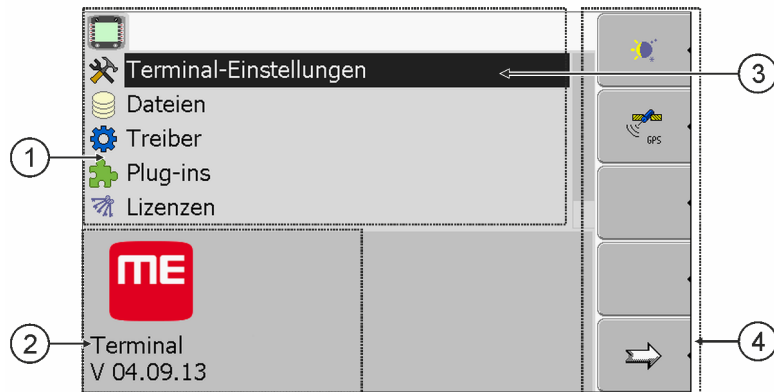 Terminal-Einstellungen
Dateien
Treiber
Plug-ins
Lizenzen
GPS
ME
Terminal
V 04.09.13
1
2
3
4